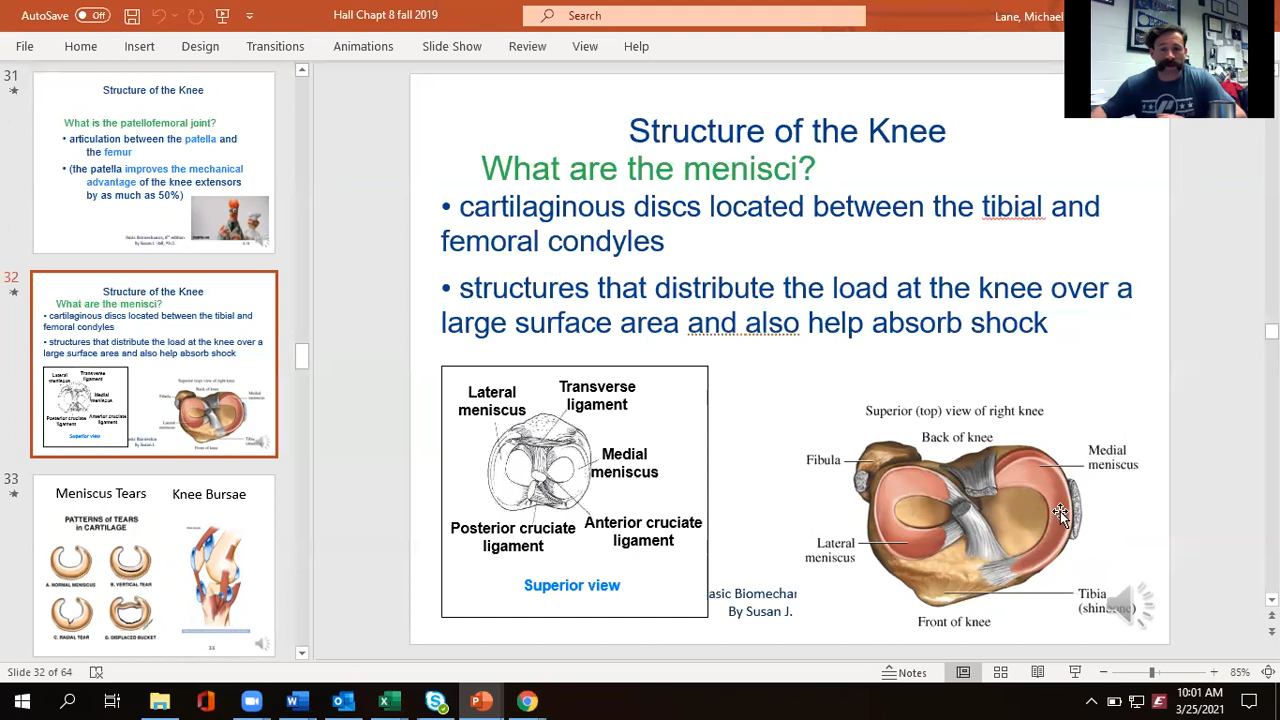 AutoSave Off
Hall Chapt 8 fall 2019
Search
Lane, Michael
File Home Insert Design Transitions Animations Slide Show Review View Help
31
Structure of the Knee
What is the patellofemoral joint?
• articulation between the patella and
the femur
• (the patella improves the mechanical
advantage of the knee extensors
by as much as 50%)
32
Structure of the Knee
What are the menisci?
• cartilaginous discs located between the tibial and
femoral condyles
• structures that distribute the load at the knee over a
large surface area and also help absorb shock
Lateral
meniscus
Transverse
ligament
Medial
meniscus
Posterior cruciate
ligament
Anterior cruciate
ligament
Superior view
Superior (top) view of right knee
Back of knee
Fibula
Medial
meniscus
Lateral
meniscus
Front of knee
33
Meniscus Tears Knee Bursae
PATTERNS of TEARS
in CARTILAGE
A. NORMAL MENISCUS B. VERTICAL TEAR
C. RADIAL TEAR
33
Structure of the Knee
What are the menisci?
• cartilaginous discs located between the tibial and
femoral condyles
• structures that distribute the load at the knee over a
large surface area and also help absorb shock
Lateral
meniscus
Transverse
ligament
Medial
meniscus
Posterior cruciate
ligament
Anterior cruciate
ligament
Superior view
asic Biomechan
By Susan J.
Superior (top) view of right knee
Back of knee
Fibula
Medial
meniscus
Lateral
meniscus
Tibia
(shinbone)
Front of knee
Slide 32 of 64
Notes
85%
10:01 AM
3/25/2021